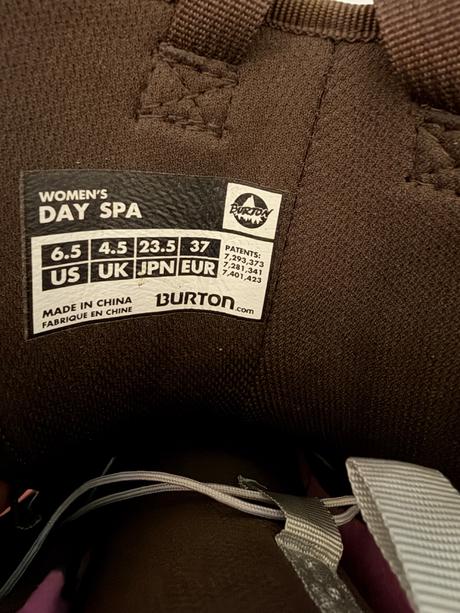 WOMEN'S
DAY SPA
BURTON
6.5 4.5 23.5 37
US UK JPN EUR
PATENTS:
7,293,373
7,281,341
7,401,423
MADE IN CHINA
FABRIQUE EN CHINE
BURTON.com